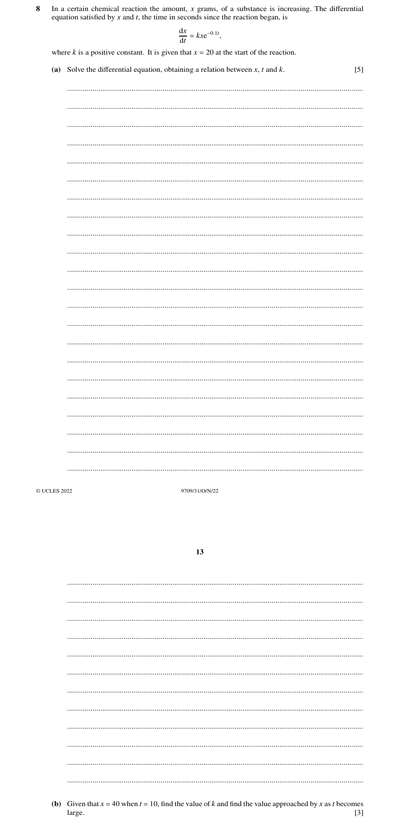 8 In a certain chemical reaction the amount, x grams, of a substance is increasing. The differential
equation satisfied by x and t, the time in seconds since the reaction began, is
dx/dt = kxe^{−0.1t},
where k is a positive constant. It is given that x = 20 at the start of the reaction.
(a) Solve the differential equation, obtaining a relation between x, t and k. [5]
© UCLES 2022 9709/31/O/N/22
13
(b) Given that x = 40 when t = 10, find the value of k and find the value approached by x as t becomes
large. [3]